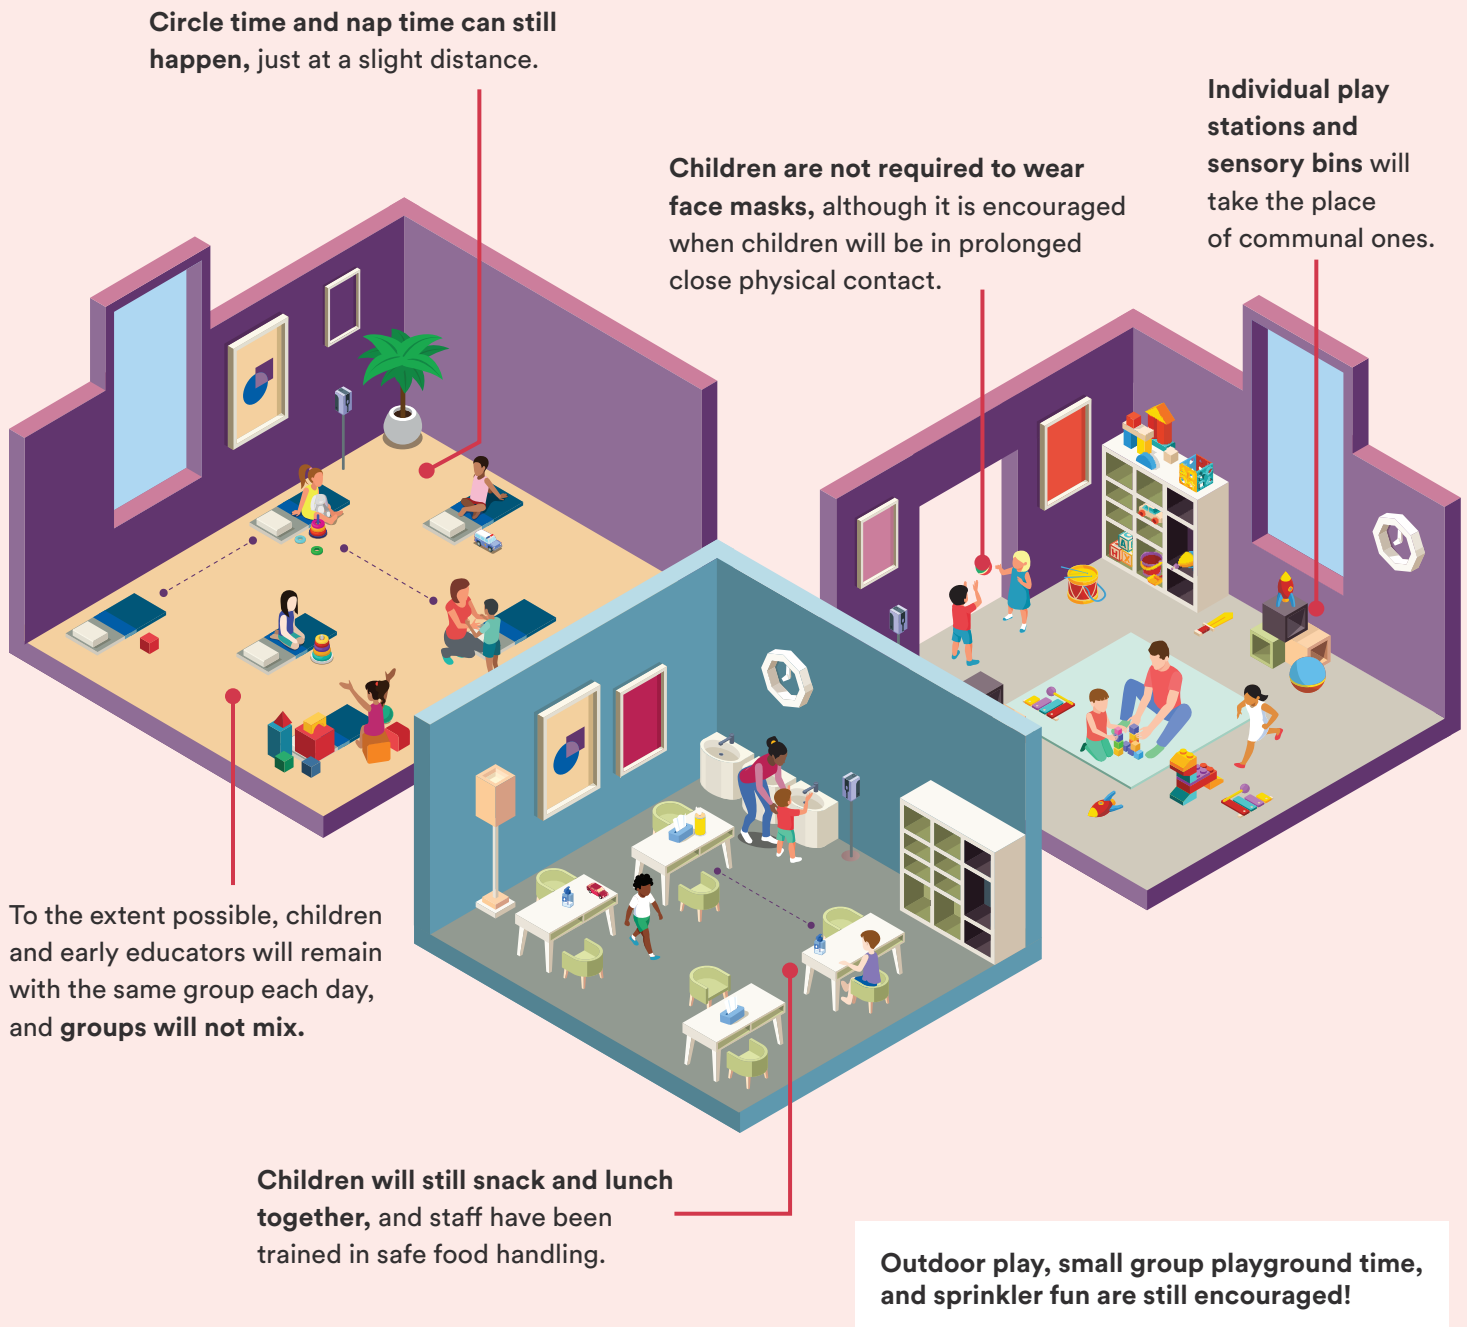 Circle time and nap time can still
happen, just at a slight distance.
Individual play
stations and
sensory bins will
take the place
of communal ones.
Children are not required to wear
face masks, although it is encouraged
when children will be in prolonged
close physical contact.
To the extent possible, children
and early educators will remain
with the same group each day,
and groups will not mix.
Children will still snack and lunch
together, and staff have been
trained in safe food handling.
Outdoor play, small group playground time,
and sprinkler fun are still encouraged!